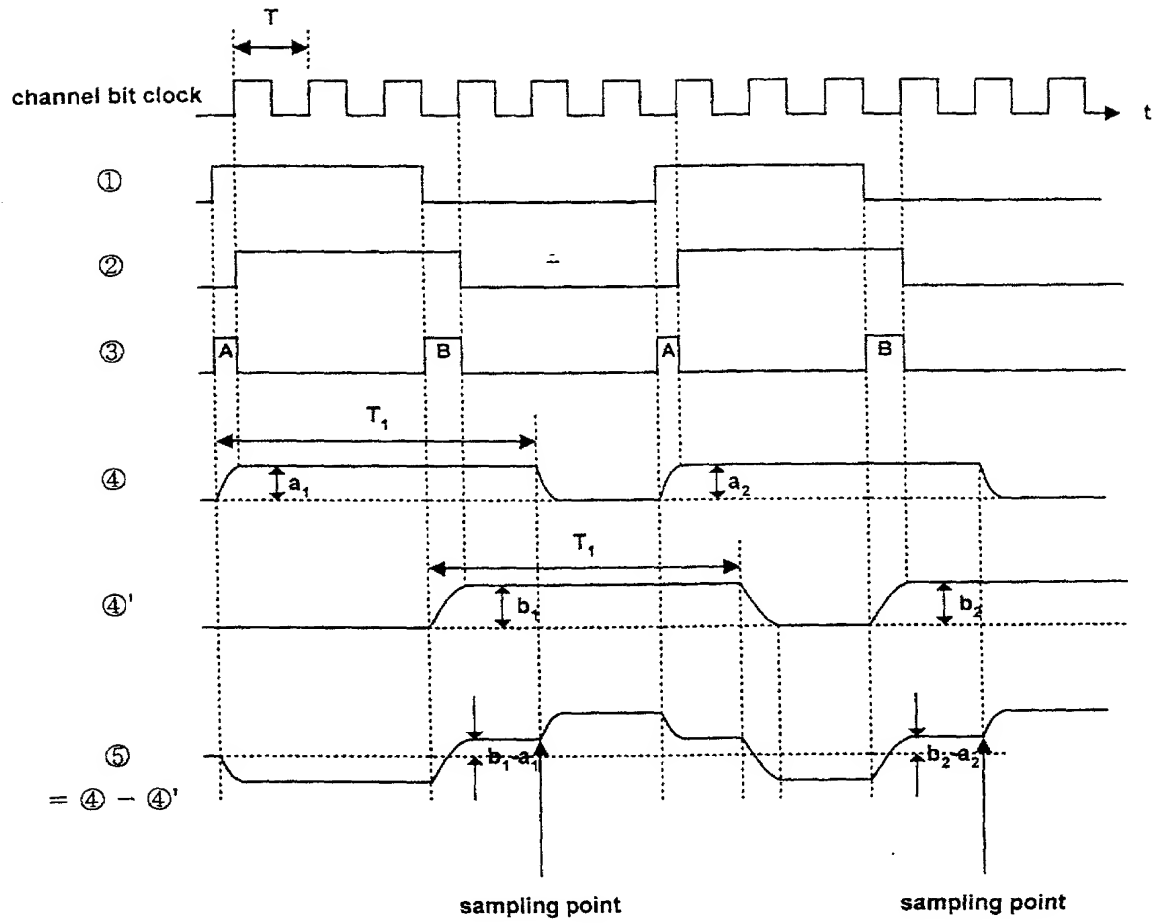 T
channel bit clock
t
①
②
③
A
B
A
B
T₁
④
a₁
a₂
T₁
④'
b₁
b₂
⑤
b₁-a₁
b₂-a₂
= ④ − ④'
sampling point
sampling point